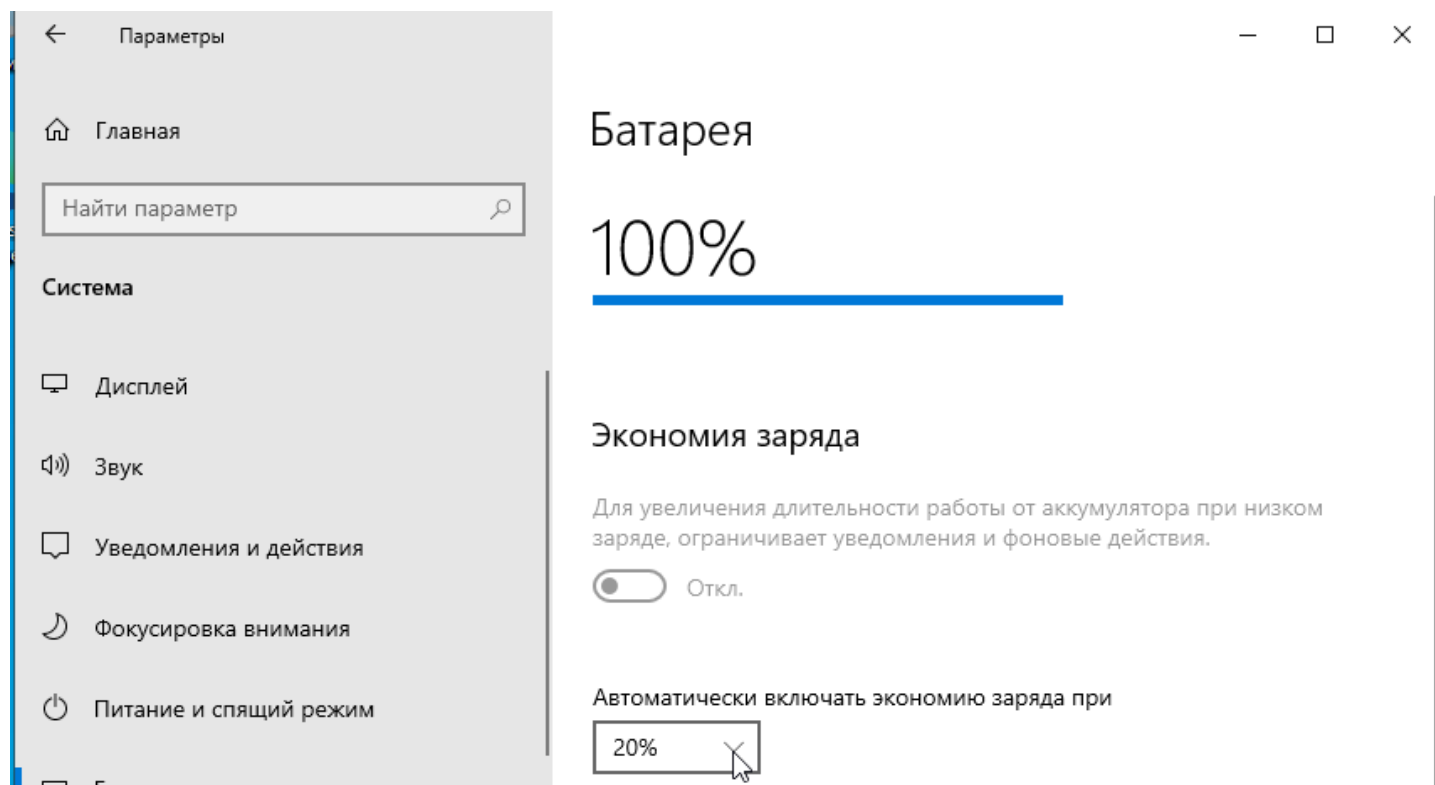 Параметры
Главная
Найти параметр
Система
Дисплей
Звук
Уведомления и действия
Фокусировка внимания
Питание и спящий режим
Батарея
100%
Экономия заряда
Для увеличения длительности работы от аккумулятора при низком
заряде, ограничивает уведомления и фоновые действия.
Откл.
Автоматически включать экономию заряда при
20%